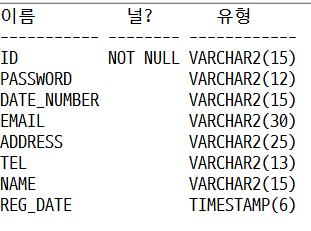 이름          널?       유형
----------- -------- ------------
ID          NOT NULL VARCHAR2(15)
PASSWORD             VARCHAR2(12)
DATE_NUMBER          VARCHAR2(15)
EMAIL                VARCHAR2(30)
ADDRESS              VARCHAR2(25)
TEL                  VARCHAR2(13)
NAME                 VARCHAR2(15)
REG_DATE             TIMESTAMP(6)